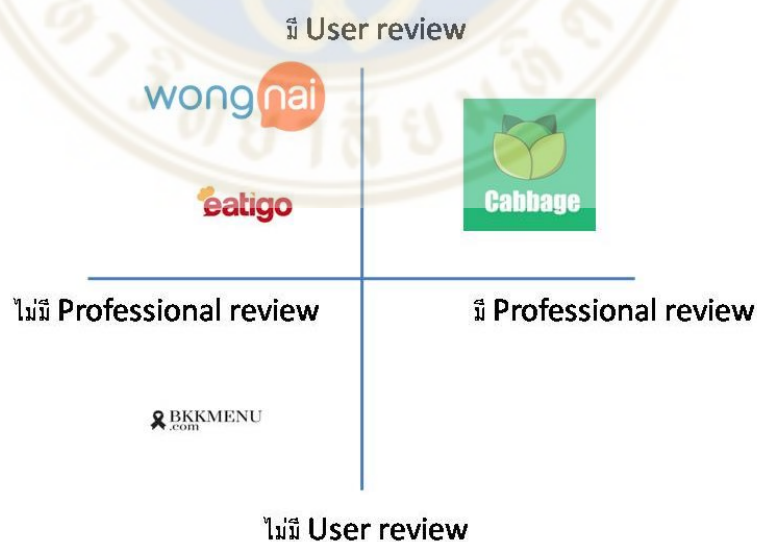 มี User review
wongnai
Cabbage
eatigo
ไม่มี Professional review
มี Professional review
BKKMENU
.com
ไม่มี User review